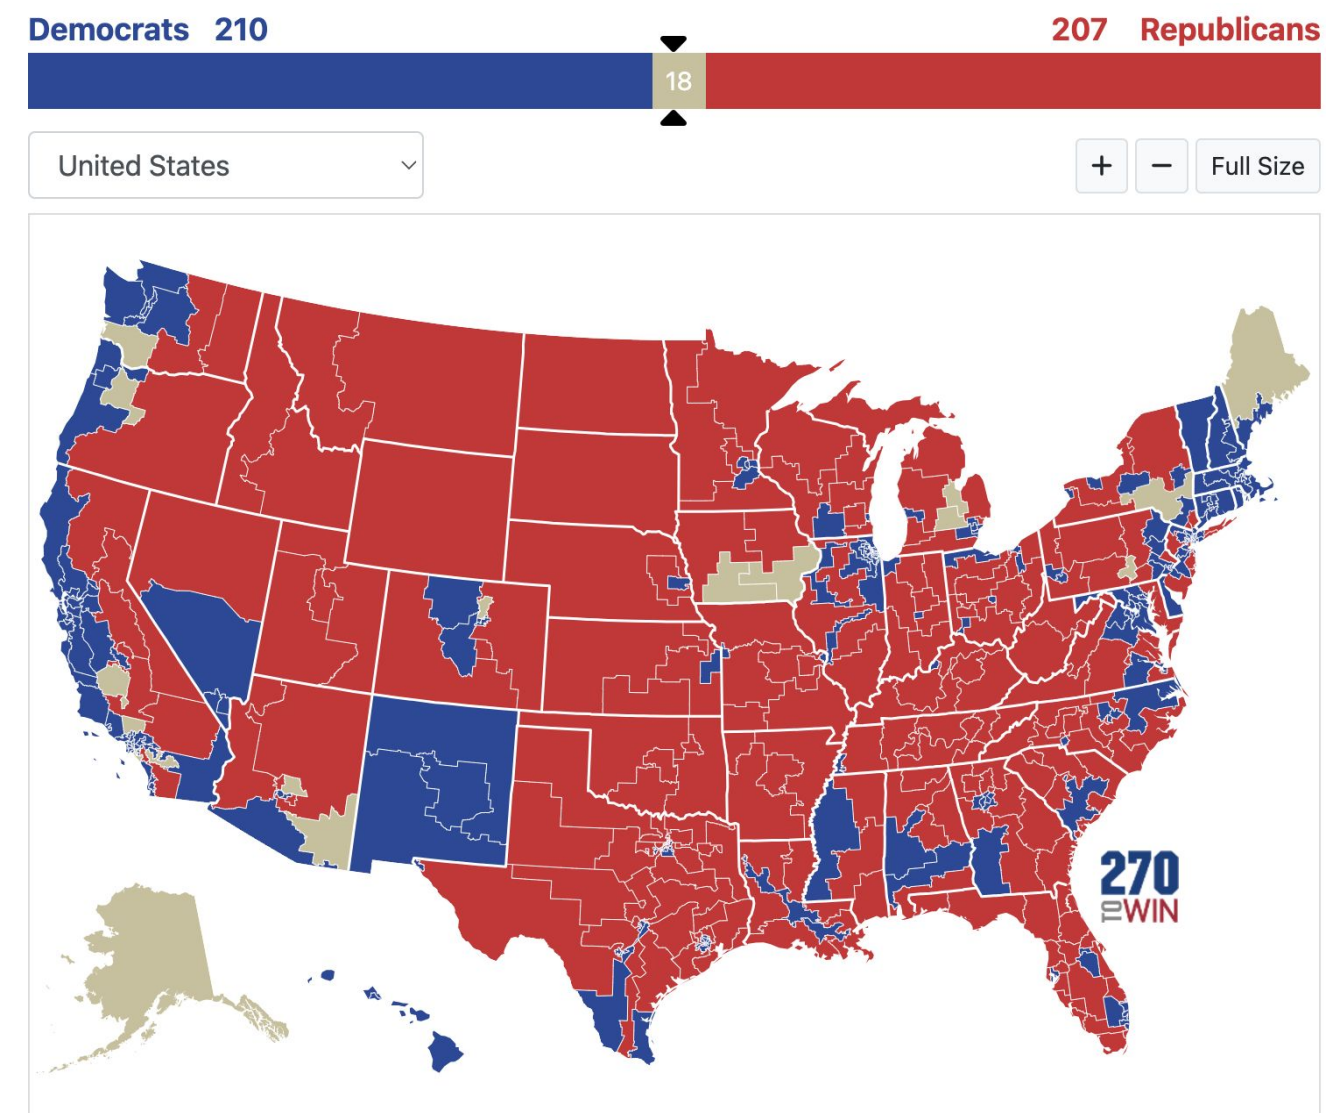 Democrats 210
207 Republicans
18
United States
+ − Full Size
270
TO WIN